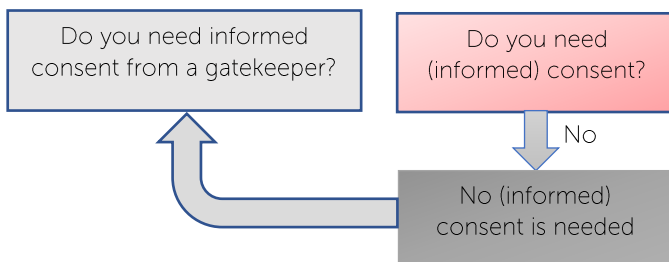 Do you need informed
consent from a gatekeeper?
Do you need
(informed) consent?
No
No (informed)
consent is needed